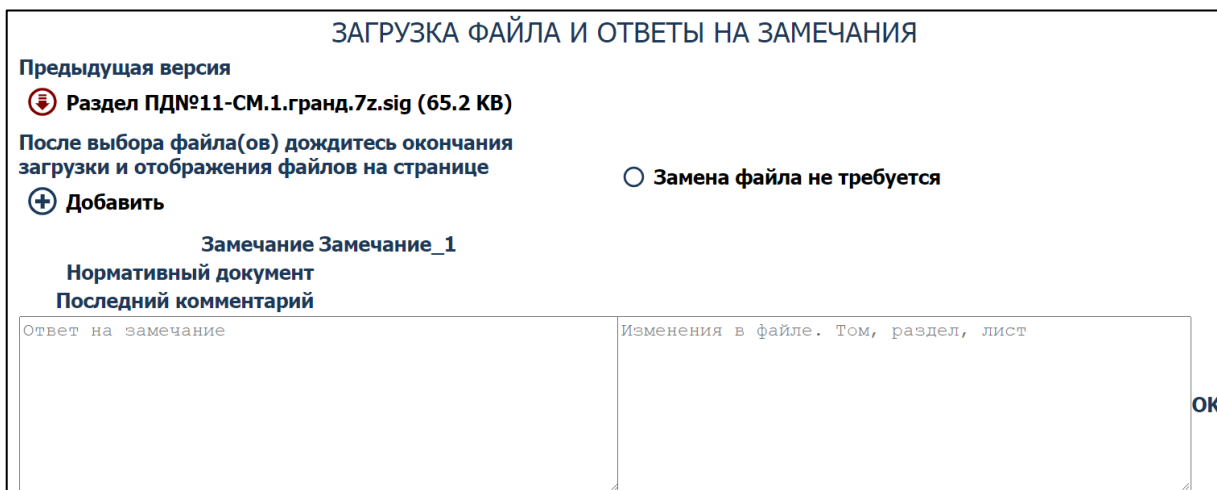 ЗАГРУЗКА ФАЙЛА И ОТВЕТЫ НА ЗАМЕЧАНИЯ
Предыдущая версия
Раздел ПД№11-СМ.1.гранд.7z.sig (65.2 KB)
После выбора файла(ов) дождитесь окончания
загрузки и отображения файлов на странице
Замена файла не требуется
Добавить
Замечание Замечание_1
Нормативный документ
Последний комментарий
Ответ на замечание
Изменения в файле. Том, раздел, лист
ОК